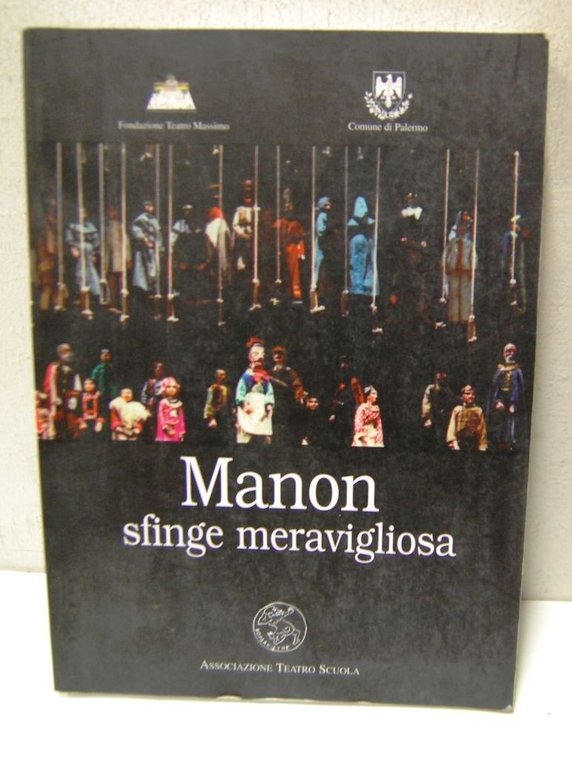 Fondazione Teatro Massimo
Comune di Palermo
Manon
sfinge meravigliosa
ASSOCIAZIONE TEATRO SCUOLA